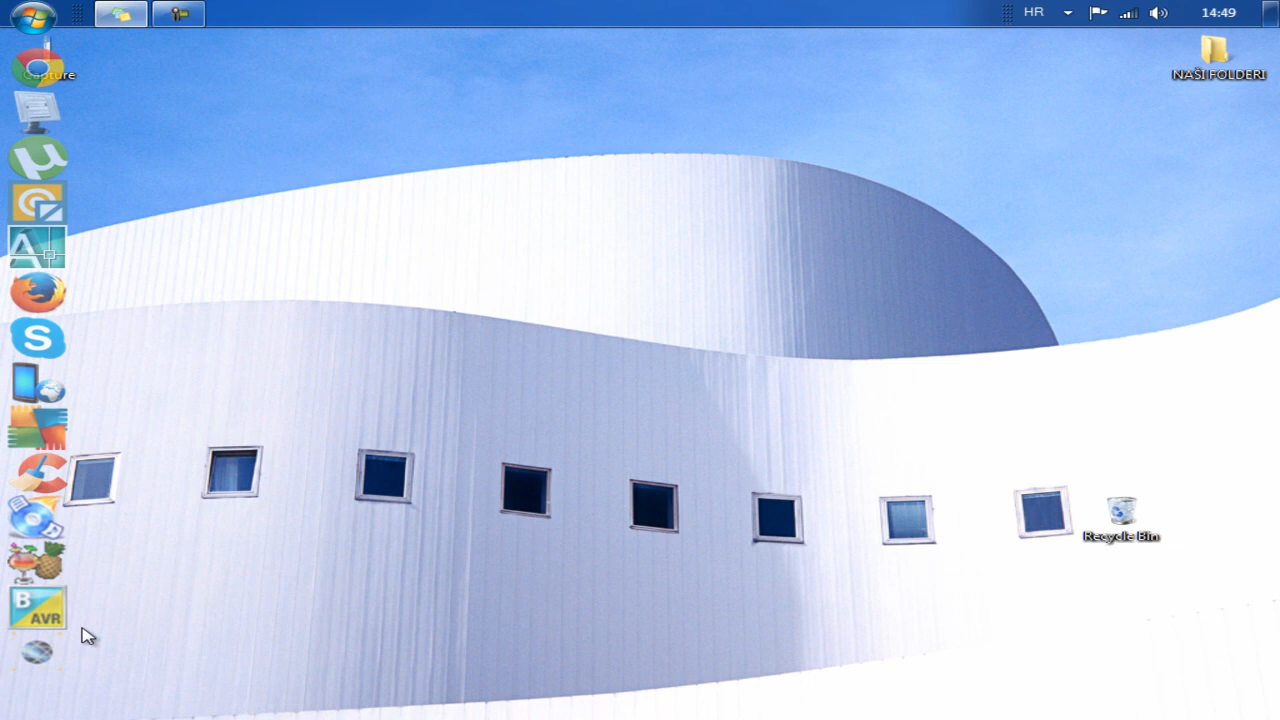 HR
14:49
Capture
NAŠI FOLDERI
µ
A
S
B
AVR
Recycle Bin